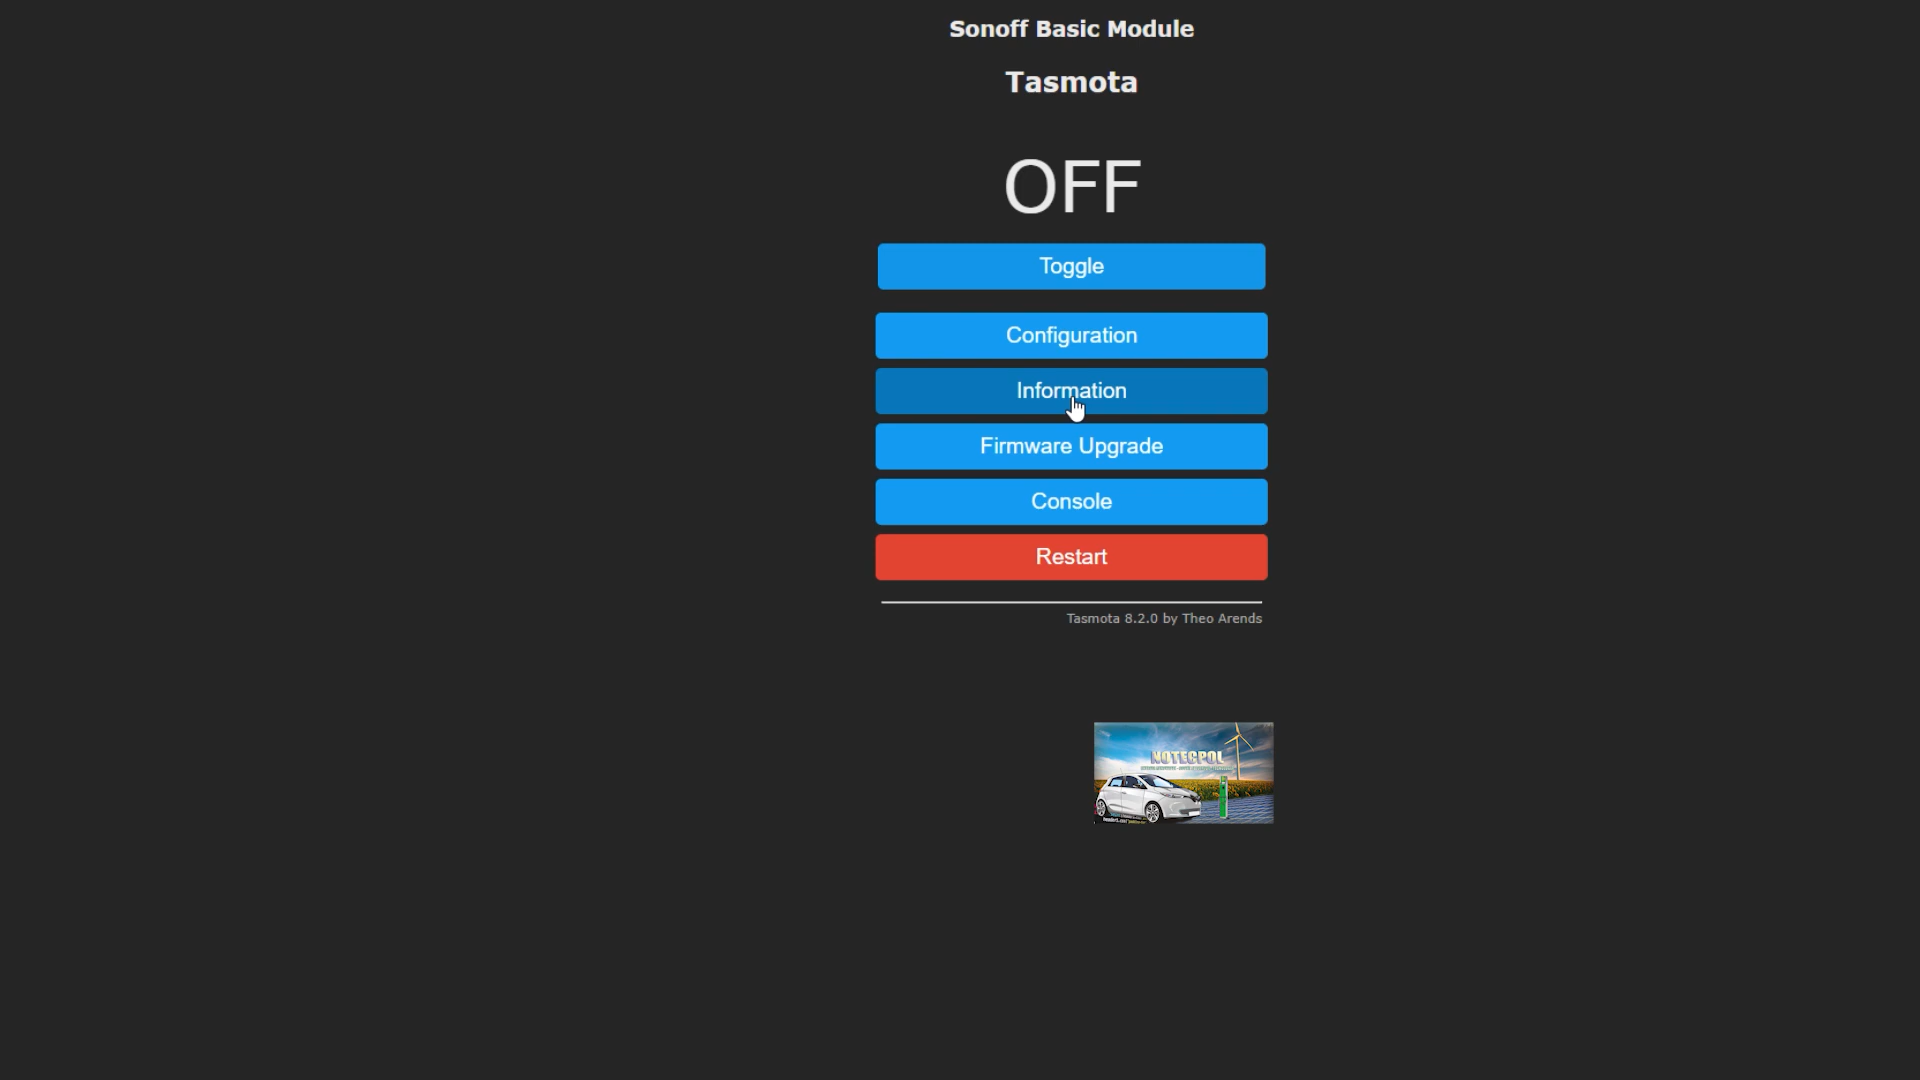 Sonoff Basic Module
Tasmota
OFF
Toggle
Configuration
Information
Firmware Upgrade
Console
Restart
Tasmota 8.2.0 by Theo Arends
NOTECPOL